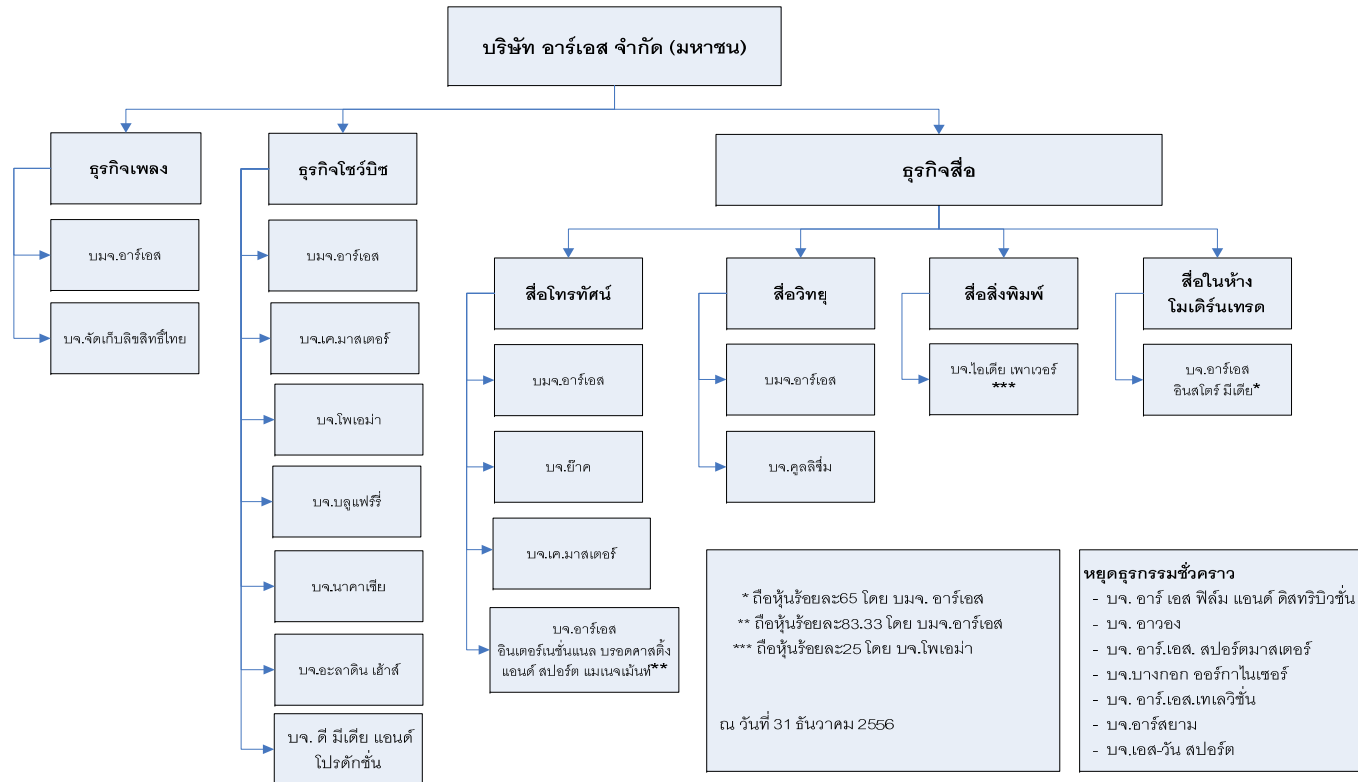 บริษัท อาร์เอส จำกัด (มหาชน)
ธุรกิจเพลง
บมจ.อาร์เอส
บจ.จัดเก็บลิขสิทธิ์ไทย
ธุรกิจโชว์บิซ
บมจ.อาร์เอส
บจ.เค.มาสเตอร์
บจ.โพเอม่า
บจ.บลูแฟร์รี่
บจ.นาคาเซีย
บจ.อะลาดิน เฮ้าส์
บจ. ดี มีเดีย แอนด์
โปรดักชั่น
ธุรกิจสื่อ
สื่อโทรทัศน์
บมจ.อาร์เอส
บจ.ย๊าค
บจ.เค.มาสเตอร์
บจ.อาร์เอส
อินเตอร์เนชั่นแนล บรอดคาสติ้ง
แอนด์ สปอร์ต แมเนจเม้นท์**
สื่อวิทยุ
บมจ.อาร์เอส
บจ.คูลลิซึ่ม
สื่อสิ่งพิมพ์
บจ.ไอเดีย เพาเวอร์
***
สื่อในห้าง
โมเดิร์นเทรด
บจ.อาร์เอส
อินสโตร์ มีเดีย*
* ถือหุ้นร้อยละ65 โดย บมจ. อาร์เอส
** ถือหุ้นร้อยละ83.33 โดย บมจ.อาร์เอส
*** ถือหุ้นร้อยละ25 โดย บจ.โพเอม่า
ณ วันที่ 31 ธันวาคม 2556
หยุดธุรกรรมชั่วคราว
- บจ. อาร์ เอส ฟิล์ม แอนด์ ดิสทริบิวชั่น
- บจ. อาวอง
- บจ. อาร์.เอส. สปอร์ตมาสเตอร์
- บจ.บางกอก ออร์กาไนเซอร์
- บจ. อาร์.เอส.เทเลวิชั่น
- บจ.อาร์สยาม
- บจ.เอส-วัน สปอร์ต